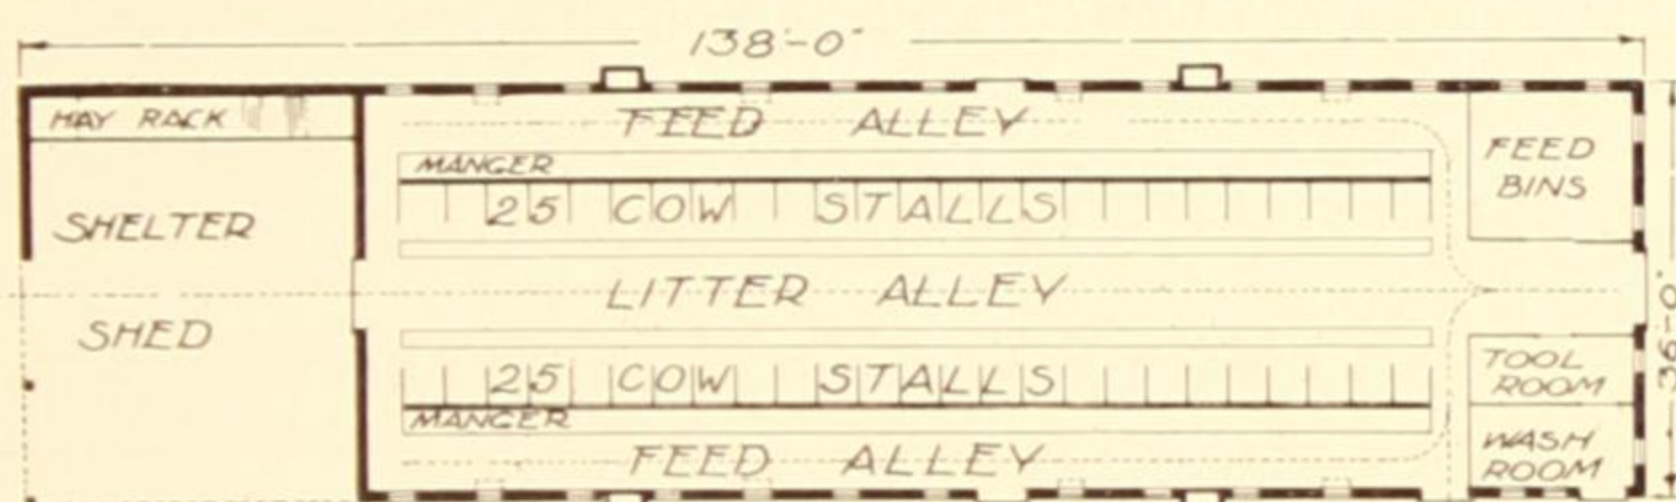 138'-0"
HAY RACK
FEED ALLEY
MANGER
FEED
BINS
25 COW STALLS
SHELTER
LITTER ALLEY
SHED
36'-0"
25 COW STALLS
TOOL
ROOM
MANGER
FEED ALLEY
WASH
ROOM